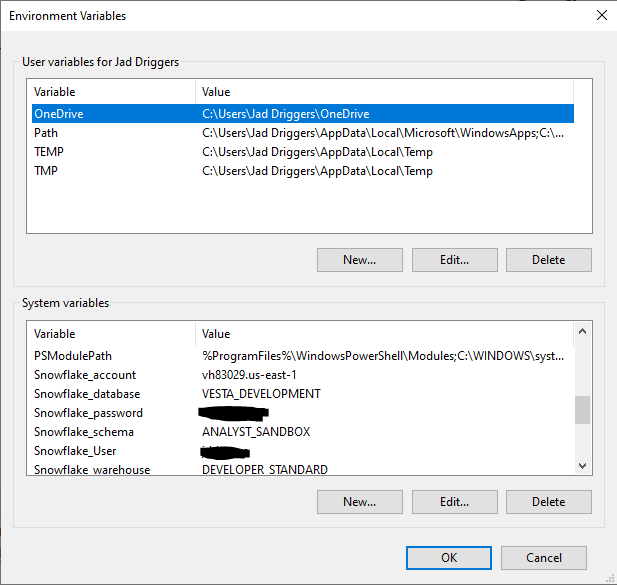 Environment Variables
User variables for Jad Driggers
Variable Value
OneDrive C:\Users\Jad Driggers\OneDrive
Path C:\Users\Jad Driggers\AppData\Local\Microsoft\WindowsApps;C:\...
TEMP C:\Users\Jad Driggers\AppData\Local\Temp
TMP C:\Users\Jad Driggers\AppData\Local\Temp
New... Edit... Delete
System variables
Variable Value
PSModulePath %ProgramFiles%\WindowsPowerShell\Modules;C:\WINDOWS\syst...
Snowflake_account vh83029.us-east-1
Snowflake_database VESTA_DEVELOPMENT
Snowflake_password
Snowflake_schema ANALYST_SANDBOX
Snowflake_User
Snowflake_warehouse DEVELOPER_STANDARD
New... Edit... Delete
OK Cancel